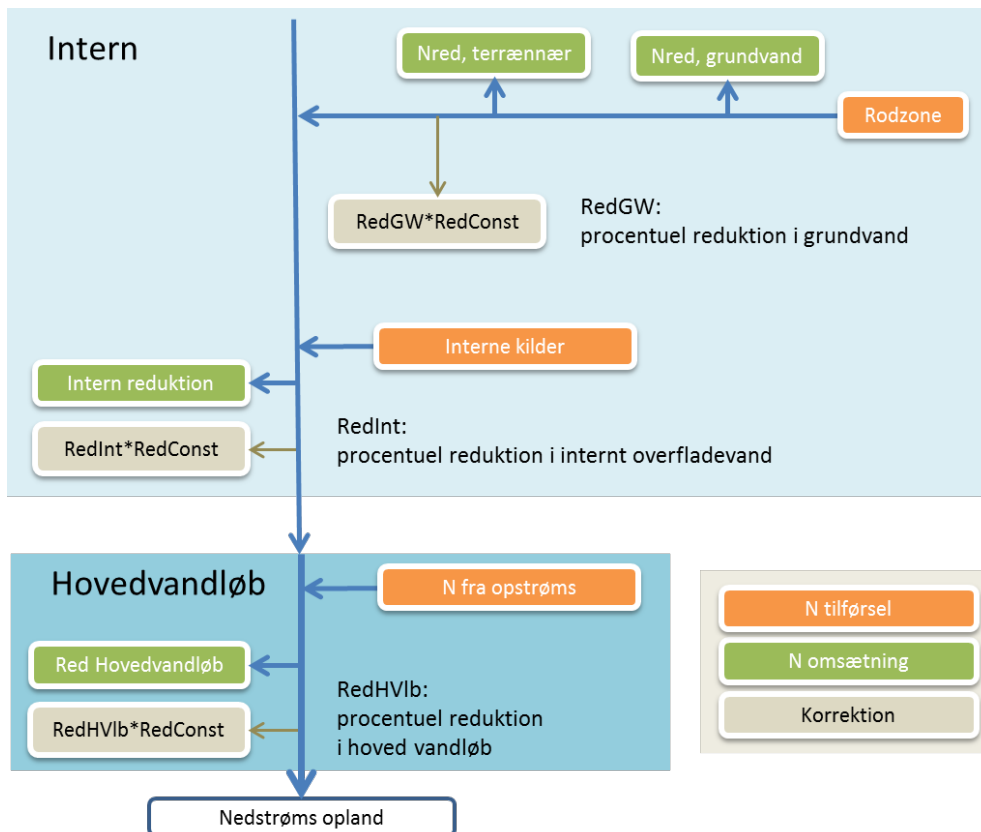 Intern
Nred, terrænnær
Nred, grundvand
Rodzone
RedGW*RedConst
RedGW:
procentuel reduktion i grundvand
Interne kilder
Intern reduktion
RedInt*RedConst
RedInt:
procentuel reduktion i internt overfladevand
Hovedvandløb
N fra opstrøms
Red Hovedvandløb
RedHVlb*RedConst
RedHVlb:
procentuel reduktion
i hoved vandløb
N tilførsel
N omsætning
Korrektion
Nedstrøms opland